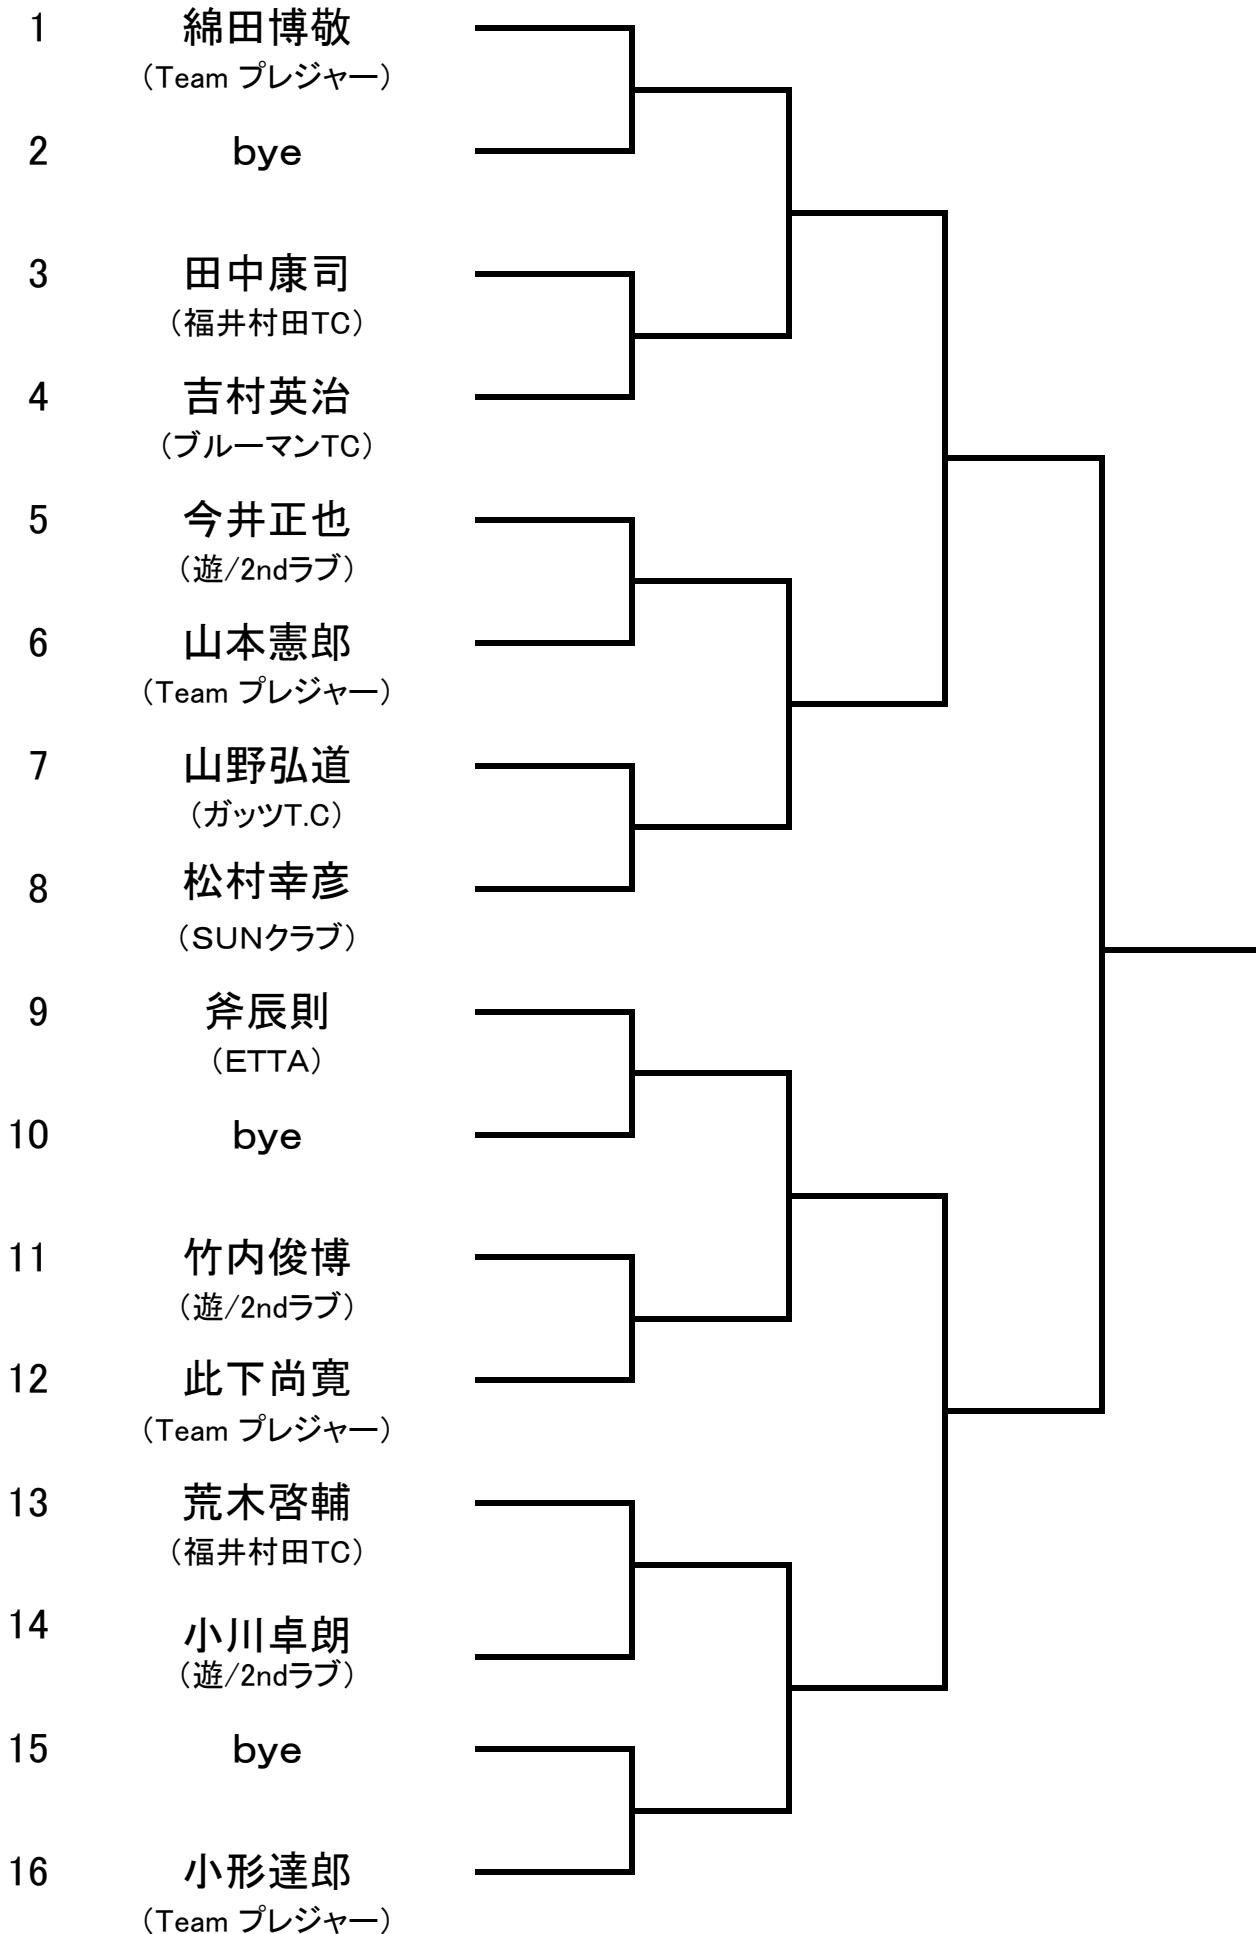 1 綿田博敬
（Team プレジャー）
2 bye
3 田中康司
（福井村田TC）
4 吉村英治
（ブルーマンTC）
5 今井正也
（遊/2ndラブ）
6 山本憲郎
（Team プレジャー）
7 山野弘道
（ガッツT.C）
8 松村幸彦
（SUNクラブ）
9 斧辰則
（ETTA）
10 bye
11 竹内俊博
（遊/2ndラブ）
12 此下尚寛
（Team プレジャー）
13 荒木啓輔
（福井村田TC）
14 小川卓朗
（遊/2ndラブ）
15 bye
16 小形達郎
（Team プレジャー）